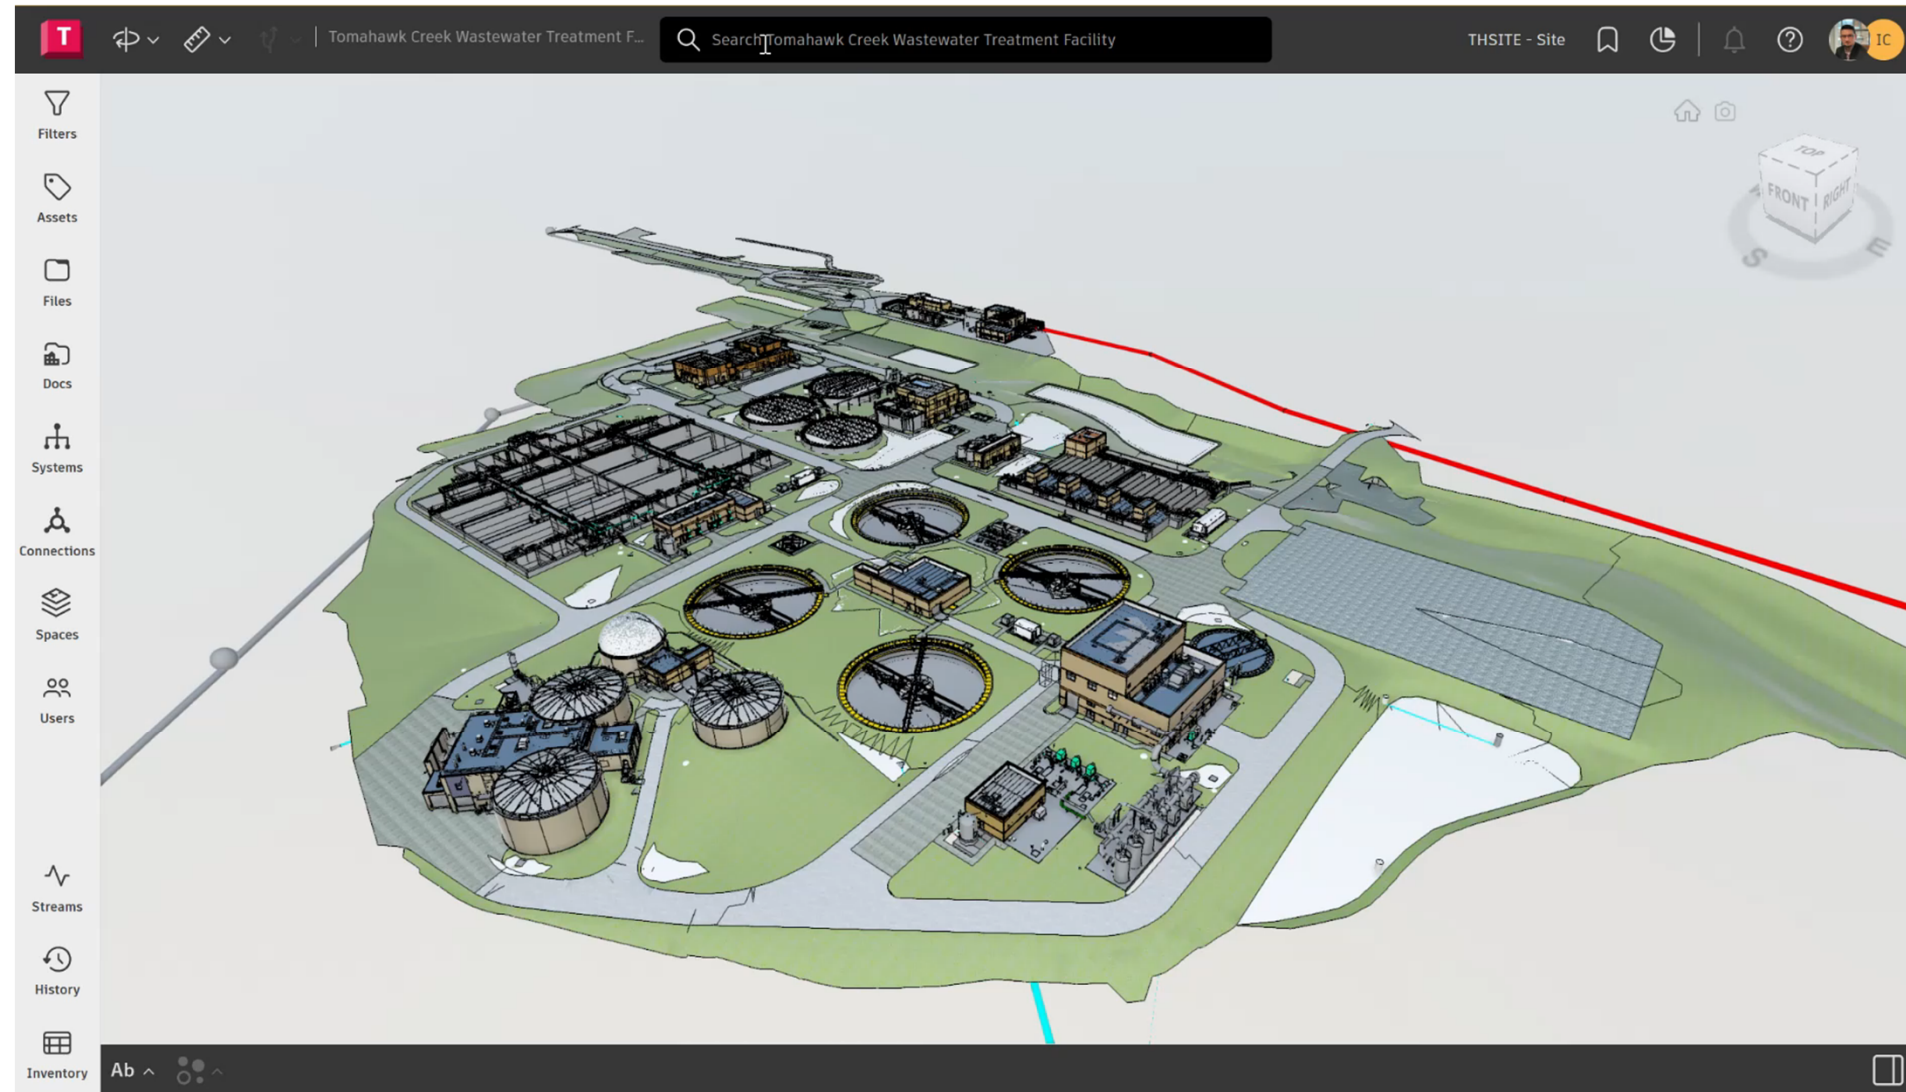 T
Tomahawk Creek Wastewater Treatment F...
Search Tomahawk Creek Wastewater Treatment Facility
THSITE - Site
IC
Filters
Assets
Files
Docs
Systems
Connections
Spaces
Users
Streams
History
Inventory
TOP
FRONT
RIGHT
S
E
Ab